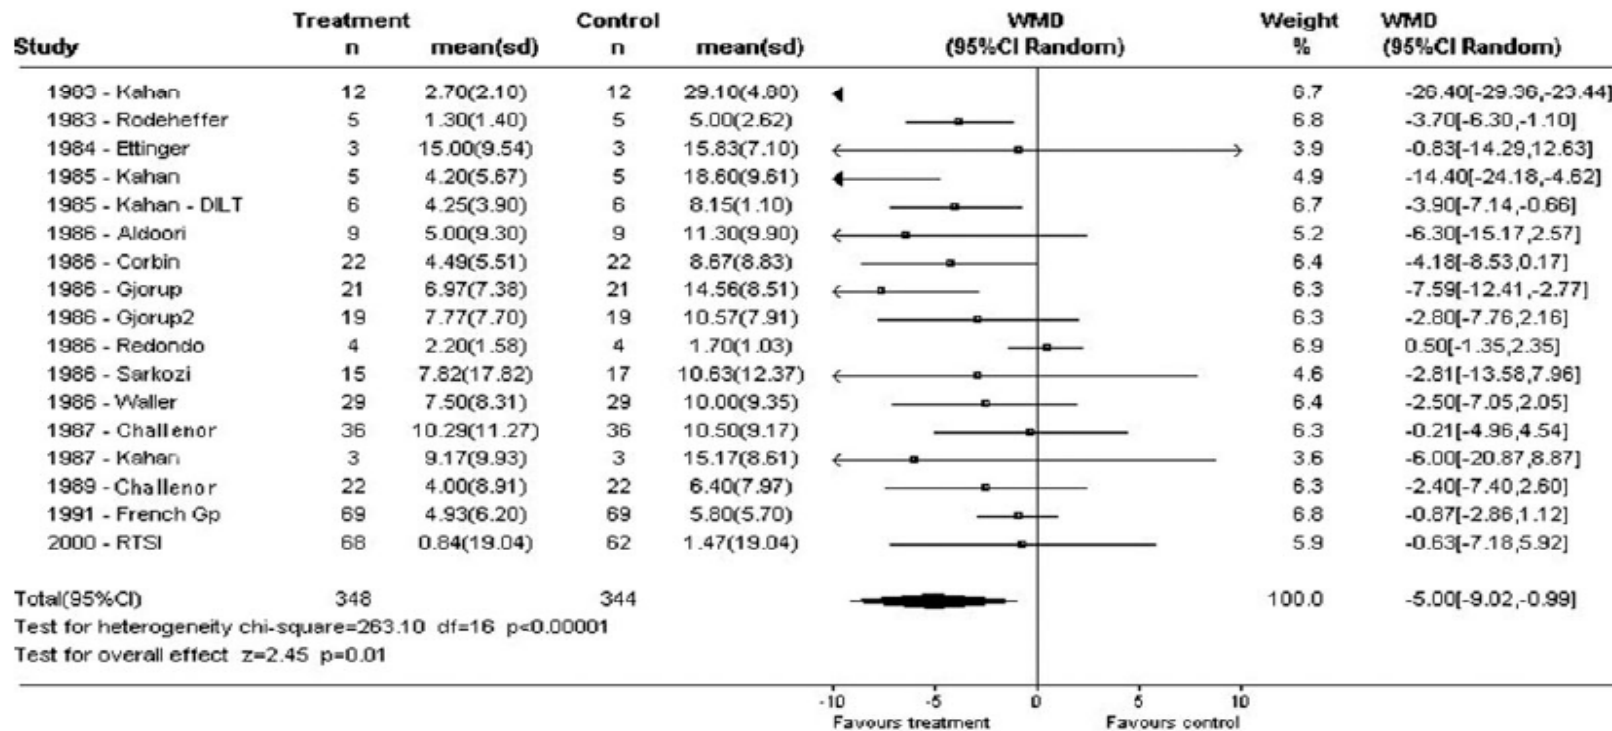 Treatment Control WMD Weight WMD
Study n mean(sd) n mean(sd) (95%CI Random) % (95%CI Random)
1983 - Kahan 12 2.70(2.10) 12 29.10(4.80) 6.7 -26.40[-29.36,-23.44]
1983 - Rodeheffer 5 1.30(1.40) 5 5.00(2.62) 6.8 -3.70[-6.30,-1.10]
1984 - Ettinger 3 15.00(9.54) 3 15.83(7.10) 3.9 -0.83[-14.29,12.63]
1985 - Kahan 5 4.20(5.67) 5 18.60(9.61) 4.9 -14.40[-24.18,-4.62]
1985 - Kahan - DILT 6 4.25(3.90) 6 8.15(1.10) 6.7 -3.90[-7.14,-0.66]
1986 - Aldoori 9 5.00(9.30) 9 11.30(9.90) 5.2 -6.30[-15.17,2.57]
1986 - Corbin 22 4.49(5.51) 22 8.67(8.83) 6.4 -4.18[-8.53,0.17]
1986 - Gjorup 21 6.97(7.38) 21 14.56(8.51) 6.3 -7.59[-12.41,-2.77]
1986 - Gjorup2 19 7.77(7.70) 19 10.57(7.91) 6.3 -2.80[-7.76,2.16]
1986 - Redondo 4 2.20(1.58) 4 1.70(1.03) 6.9 0.50[-1.35,2.35]
1986 - Sarkozi 15 7.82(17.82) 17 10.63(12.37) 4.6 -2.81[-13.58,7.96]
1986 - Waller 29 7.50(8.31) 29 10.00(9.35) 6.4 -2.50[-7.05,2.05]
1987 - Challenor 36 10.29(11.27) 36 10.50(9.17) 6.3 -0.21[-4.96,4.54]
1987 - Kahan 3 9.17(9.93) 3 15.17(8.61) 3.6 -6.00[-20.87,8.87]
1989 - Challenor 22 4.00(8.91) 22 6.40(7.97) 6.3 -2.40[-7.40,2.60]
1991 - French Gp 69 4.93(6.20) 69 5.80(5.70) 6.8 -0.87[-2.86,1.12]
2000 - RTSI 68 0.84(19.04) 62 1.47(19.04) 5.9 -0.63[-7.18,5.92]
Total(95%CI) 348 344 100.0 -5.00[-9.02,-0.99]
Test for heterogeneity chi-square=263.10 df=16 p<0.00001
Test for overall effect z=2.45 p=0.01
-10 -5 0 5 10
Favours treatment Favours control